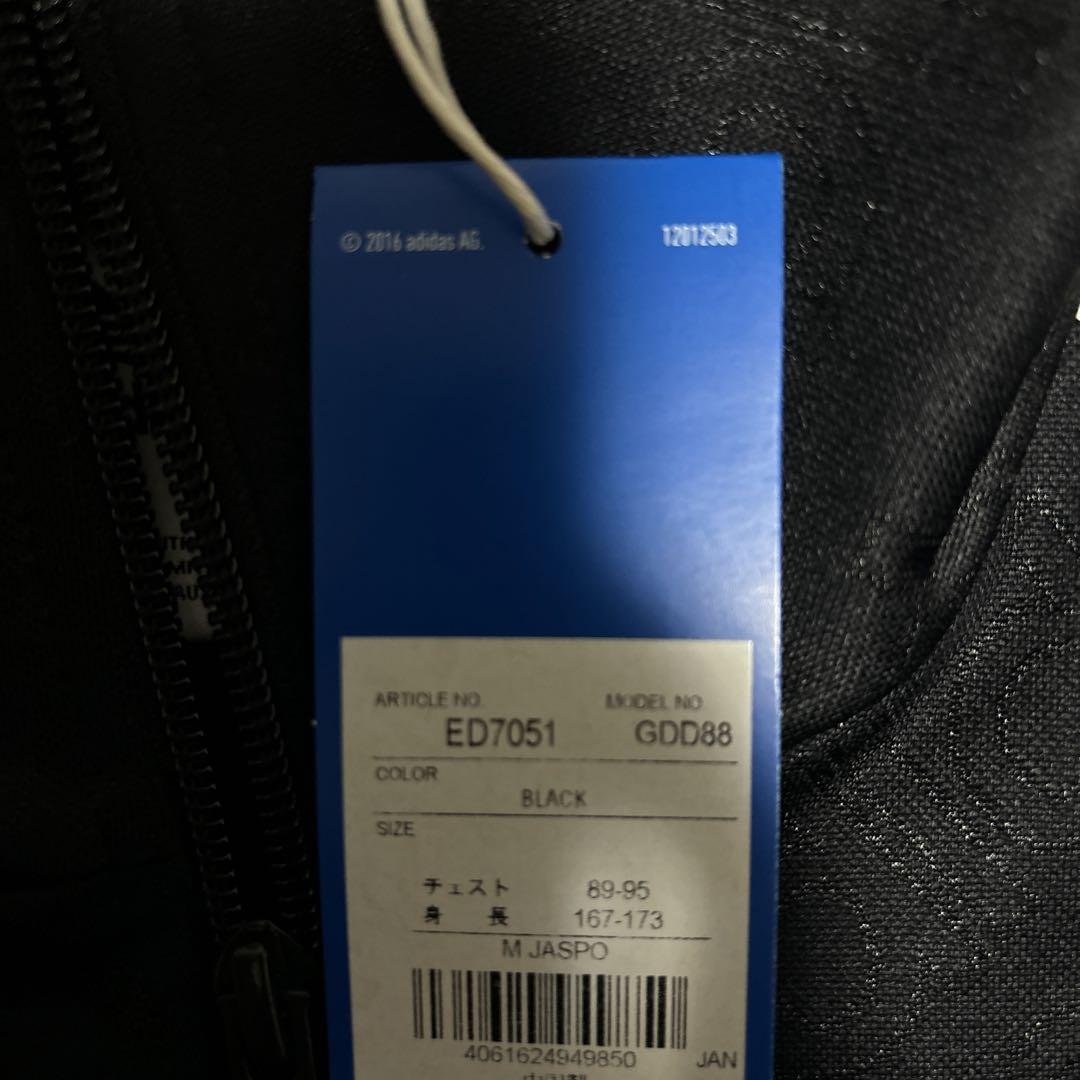 © 2016 adidas AG. 12012503
ARTICLE NO. MODEL NO
ED7051 GDD88
COLOR
BLACK
SIZE
チェスト 89-95
身 長 167-173
M JASPO
4061624949850 JAN